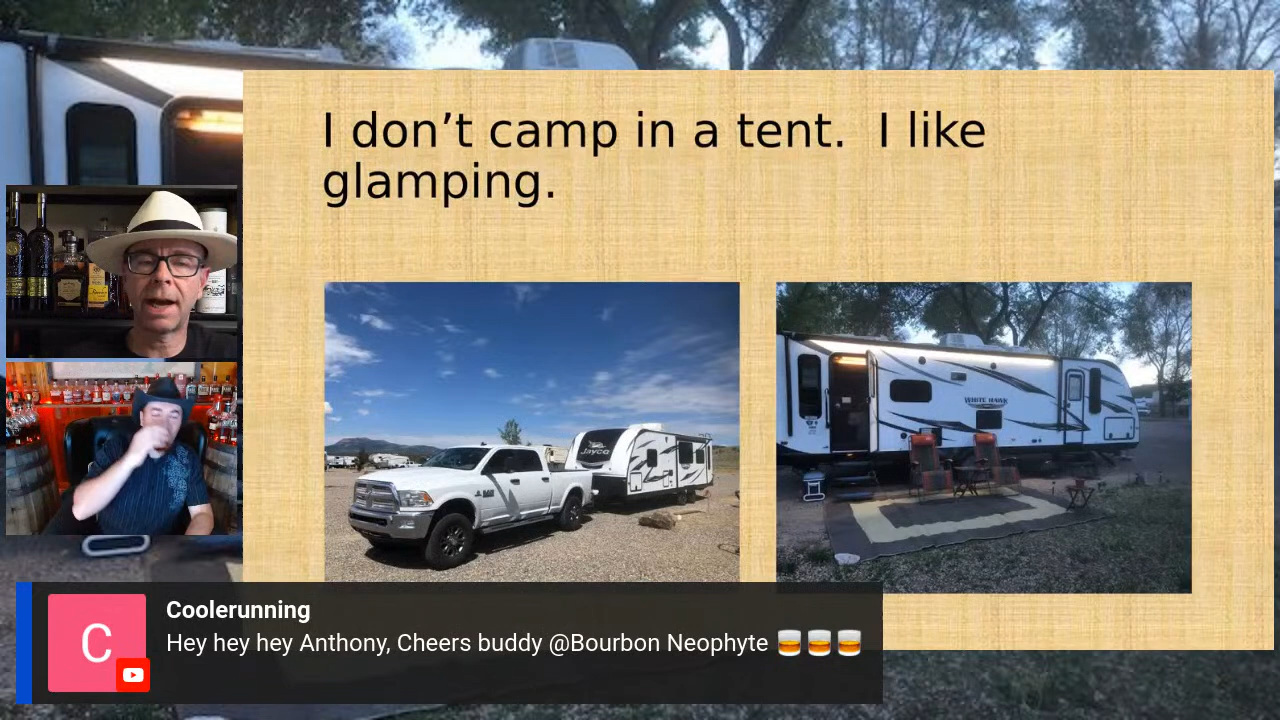 I don’t camp in a tent.  I like
glamping.
Jayco
WHITE HAWK
C
Coolerunning
Hey hey hey Anthony, Cheers buddy @Bourbon Neophyte 🥃🥃🥃